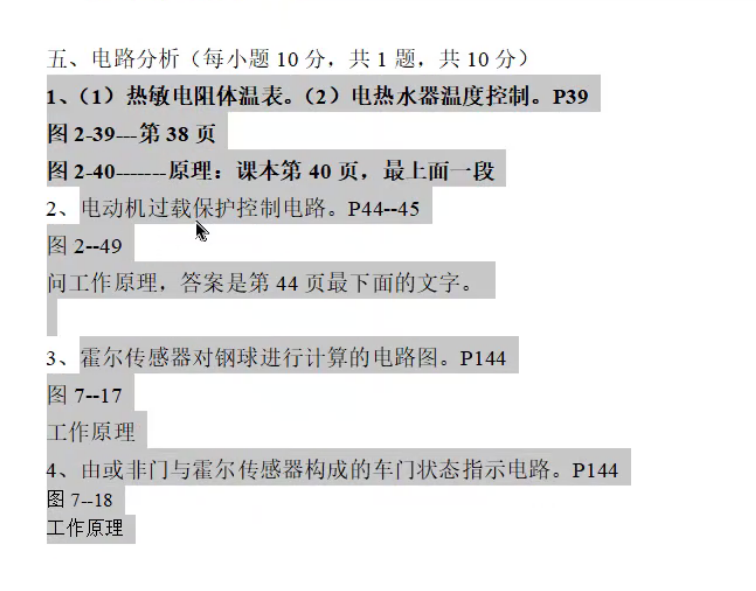 五、电路分析（每小题 10 分，共 1 题，共 10 分）
1、（1）热敏电阻体温表。（2）电热水器温度控制。P39
图 2-39---第 38 页
图 2-40-------原理：课本第 40 页，最上面一段
2、电动机过载保护控制电路。P44--45
图 2--49
问工作原理，答案是第 44 页最下面的文字。
3、霍尔传感器对钢球进行计算的电路图。P144
图 7--17
工作原理
4、由或非门与霍尔传感器构成的车门状态指示电路。P144
图 7--18
工作原理